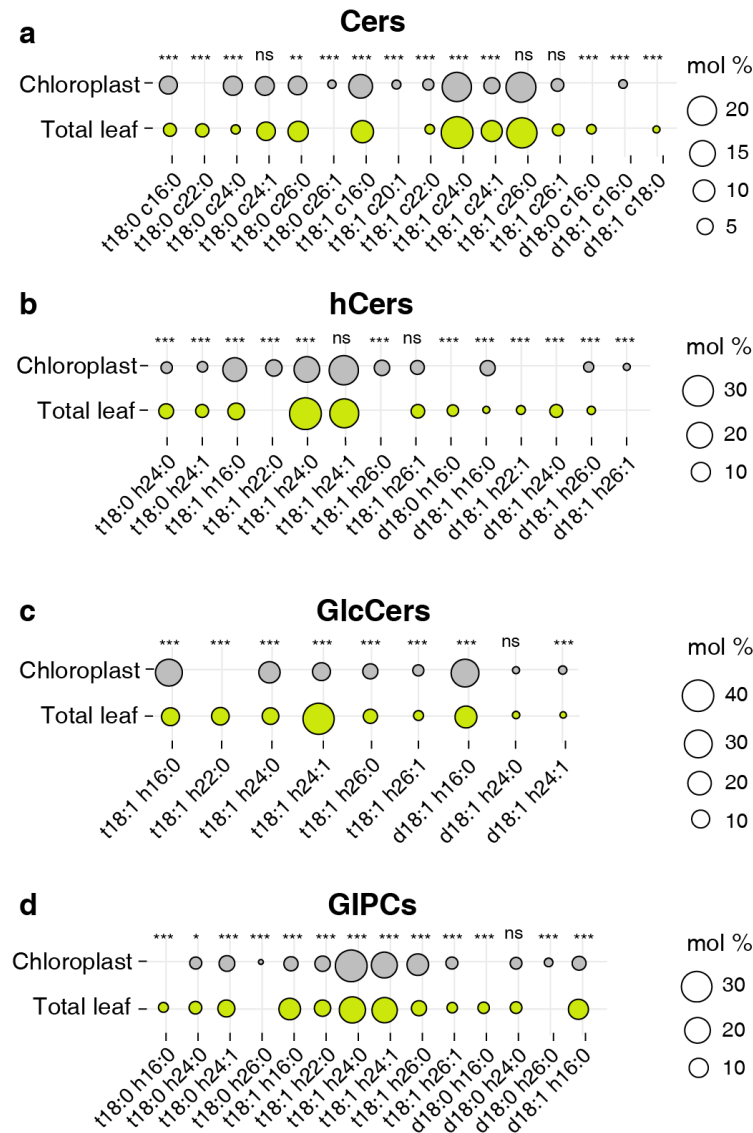 a
Cers
*** *** *** ns ** *** *** *** *** *** *** ns ns *** *** ***
Chloroplast
Total leaf
t18:0 c16:0
t18:0 c22:0
t18:0 c24:0
t18:0 c24:1
t18:0 c26:0
t18:0 c26:1
t18:1 c16:0
t18:1 c20:1
t18:1 c22:0
t18:1 c24:0
t18:1 c24:1
t18:1 c26:0
t18:1 c26:1
d18:0 c16:0
d18:1 c16:0
d18:1 c18:0
mol %
20
15
10
5
b
hCers
*** *** *** *** *** ns *** ns *** *** *** *** *** ***
Chloroplast
Total leaf
t18:0 h24:0
t18:0 h24:1
t18:1 h16:0
t18:1 h22:0
t18:1 h24:0
t18:1 h24:1
t18:1 h26:0
t18:1 h26:1
d18:0 h16:0
d18:1 h16:0
d18:1 h22:1
d18:1 h24:0
d18:1 h26:0
d18:1 h26:1
mol %
30
20
10
c
GlcCers
*** *** *** *** *** *** *** ns ***
Chloroplast
Total leaf
t18:1 h16:0
t18:1 h22:0
t18:1 h24:0
t18:1 h24:1
t18:1 h26:0
t18:1 h26:1
d18:1 h16:0
d18:1 h24:0
d18:1 h24:1
mol %
40
30
20
10
d
GIPCs
*** * *** *** *** *** *** *** *** *** *** ns *** ***
Chloroplast
Total leaf
t18:0 h16:0
t18:0 h24:0
t18:0 h24:1
t18:0 h26:0
t18:1 h16:0
t18:1 h22:0
t18:1 h24:0
t18:1 h24:1
t18:1 h26:0
t18:1 h26:1
d18:0 h16:0
d18:0 h24:0
d18:0 h26:0
d18:1 h16:0
mol %
30
20
10